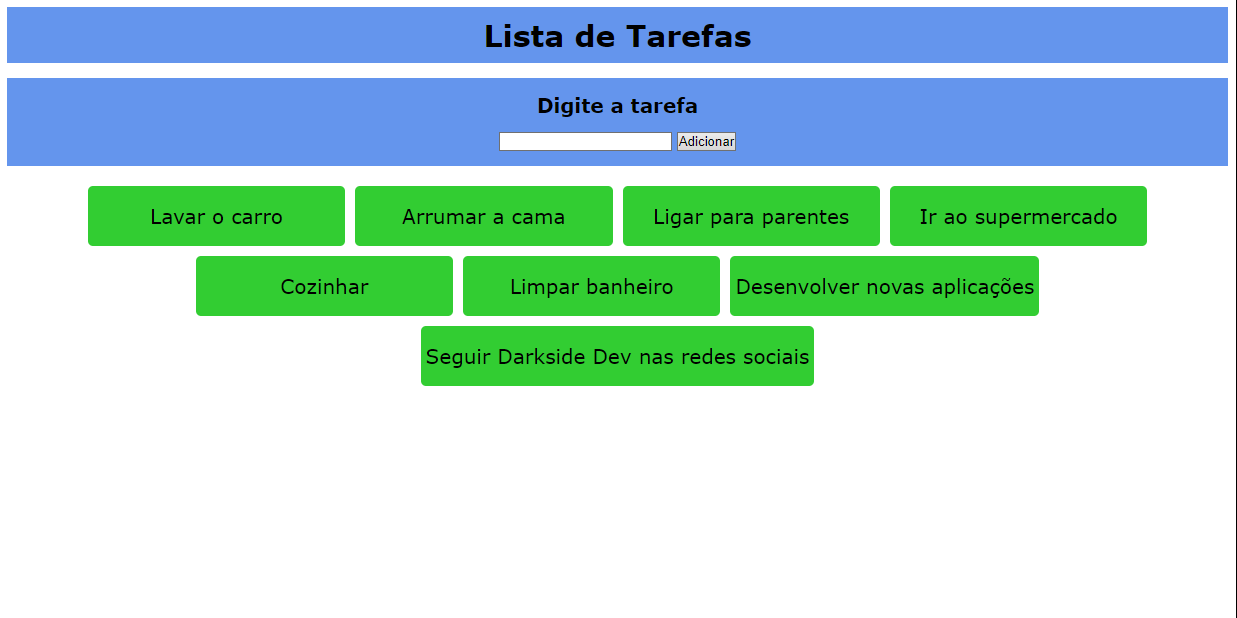 Lista de Tarefas
Digite a tarefa
Adicionar
Lavar o carro
Arrumar a cama
Ligar para parentes
Ir ao supermercado
Cozinhar
Limpar banheiro
Desenvolver novas aplicações
Seguir Darkside Dev nas redes sociais